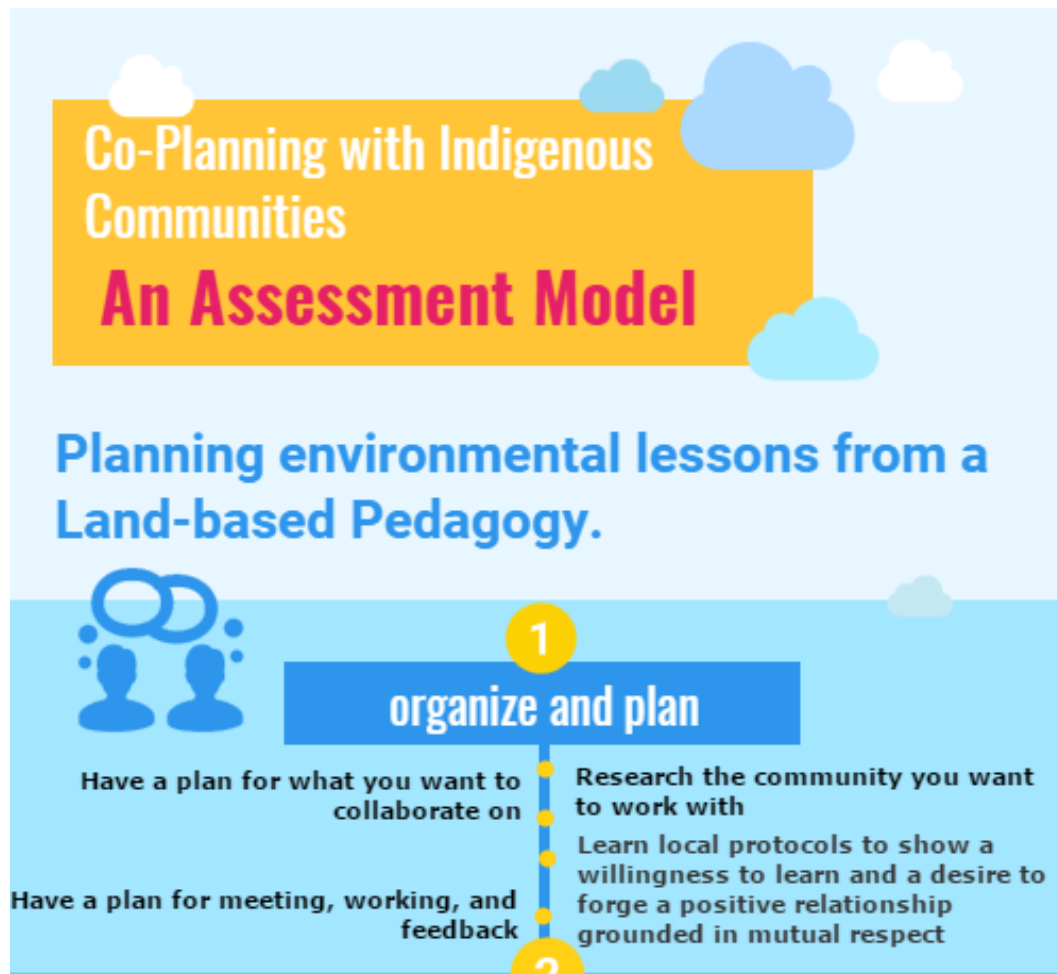 Co-Planning with Indigenous
Communities
An Assessment Model
Planning environmental lessons from a
Land-based Pedagogy.
1
organize and plan
Have a plan for what you want to
collaborate on
Research the community you want
to work with
Learn local protocols to show a
willingness to learn and a desire to
forge a positive relationship
grounded in mutual respect
Have a plan for meeting, working, and
feedback
2